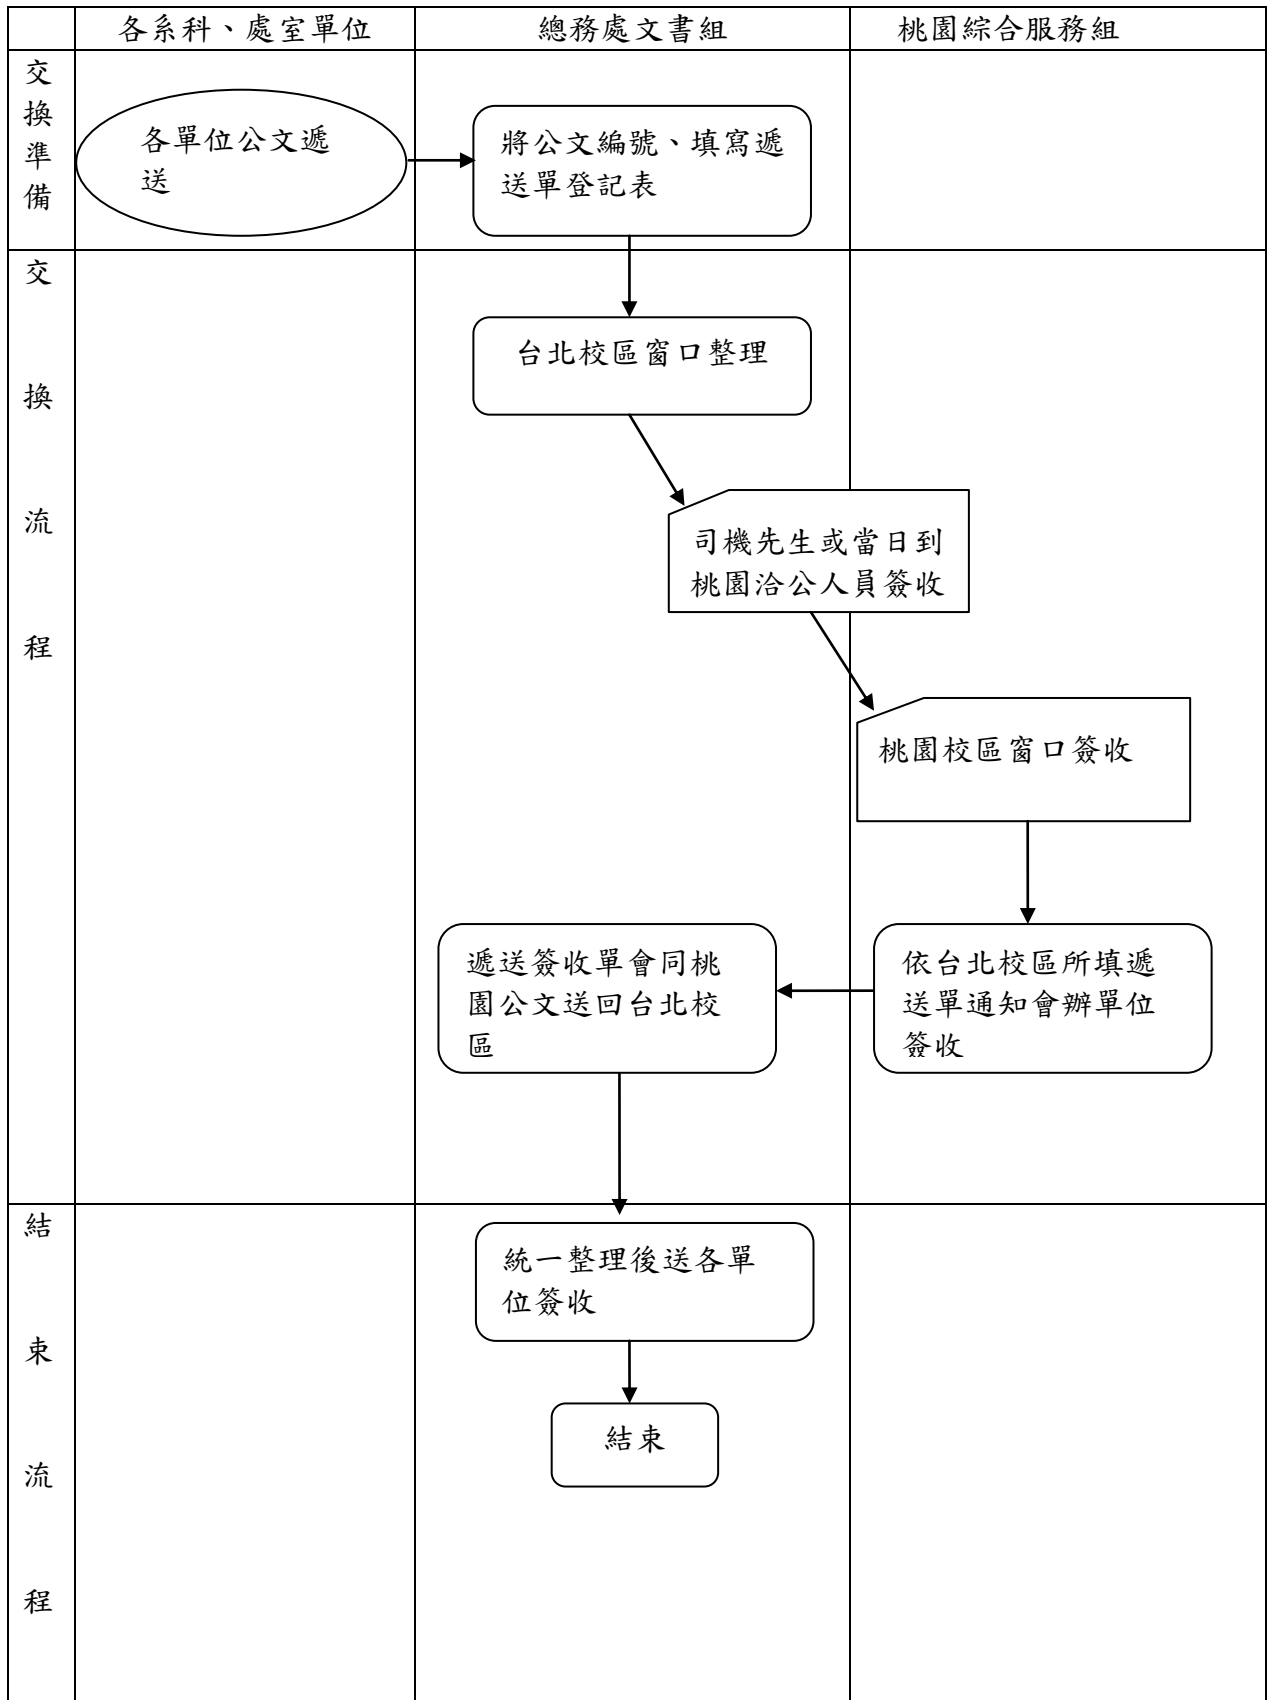 各系科、處室單位
總務處文書組
桃園綜合服務組
交
換
準
備
各單位公文遞
送
將公文編號、填寫遞
送單登記表
交
換
流
程
台北校區窗口整理
司機先生或當日到
桃園洽公人員簽收
桃園校區窗口簽收
依台北校區所填遞
送單通知會辦單位
簽收
遞送簽收單會同桃
園公文送回台北校
區
結
束
流
程
統一整理後送各單
位簽收
結束